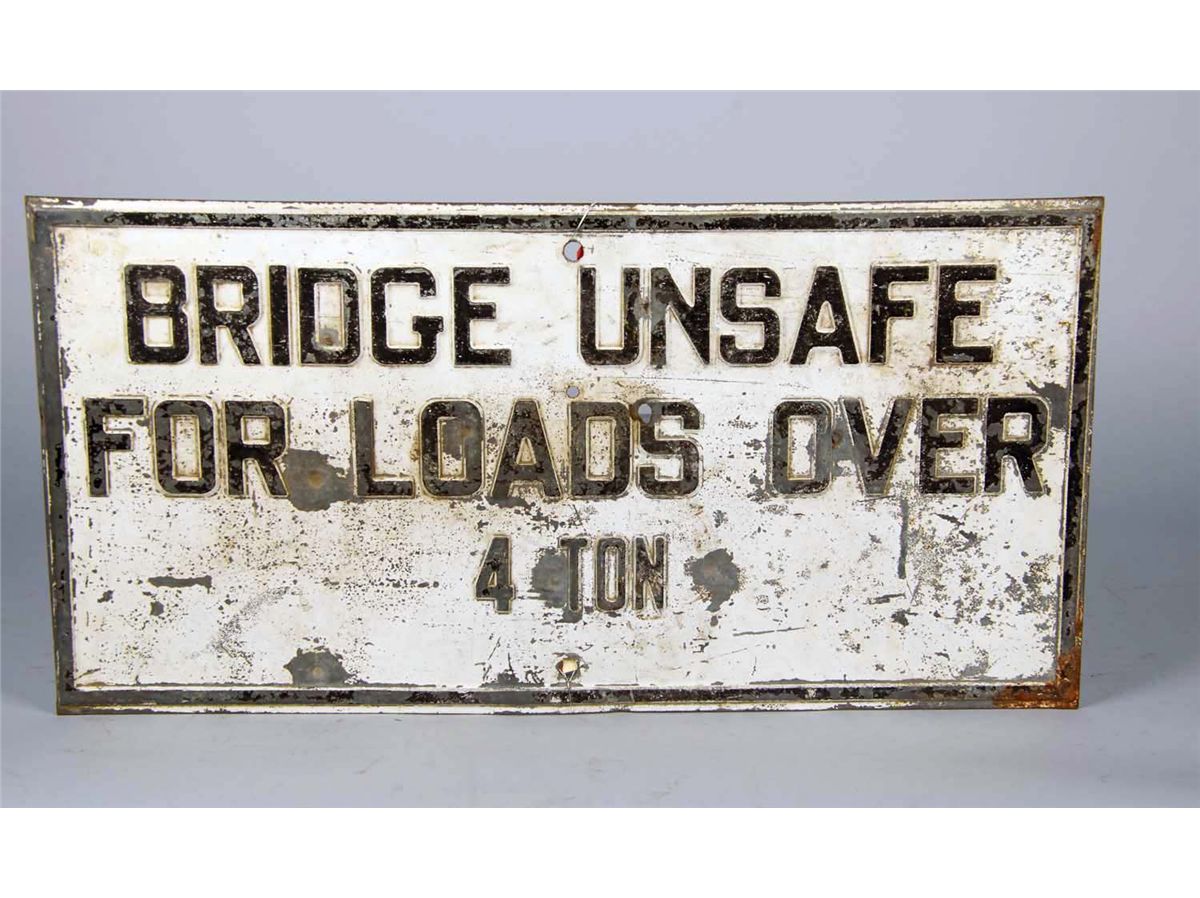 BRIDGE UNSAFE
FOR LOADS OVER
4 TON